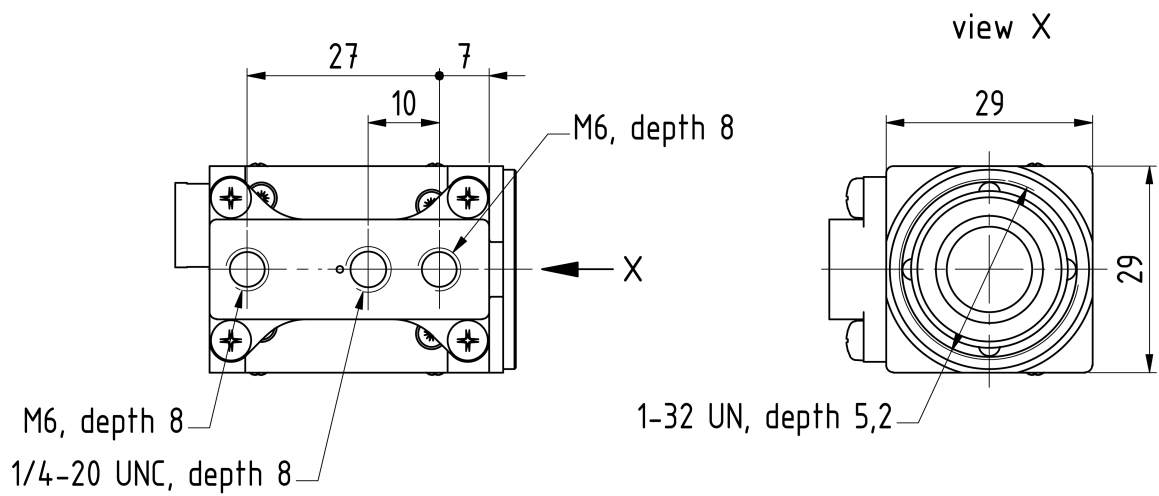 view X
27
7
29
10
M6, depth 8
X
29
M6, depth 8
1-32 UN, depth 5,2
1/4-20 UNC, depth 8